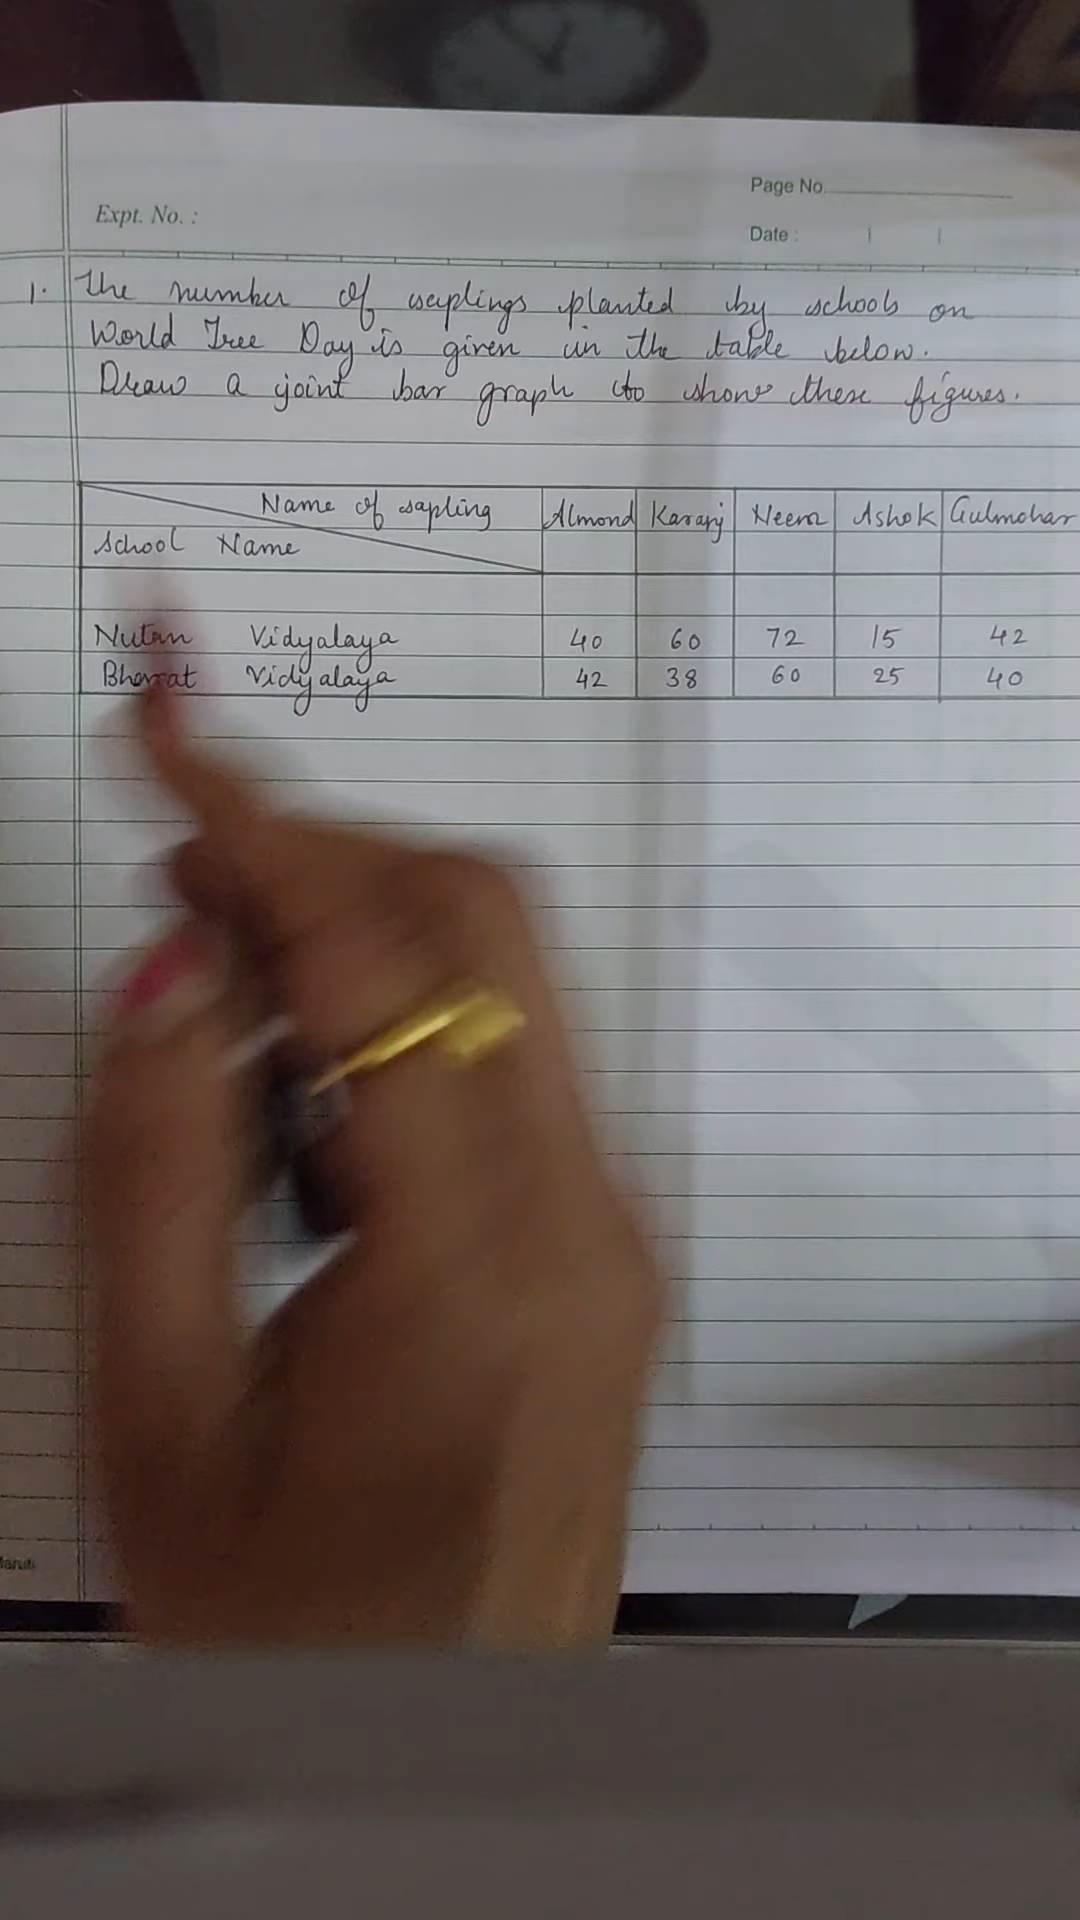 Page No.
Expt. No. :
Date :
1. The number of saplings planted by schools on
World Tree Day is given in the table below.
Draw a joint bar graph to show these figures.
Name of sapling Almond Karanj Neem Ashok Gulmohar
School Name
Nutan Vidyalaya 40 60 72 15 42
Bharat Vidyalaya 42 38 60 25 40